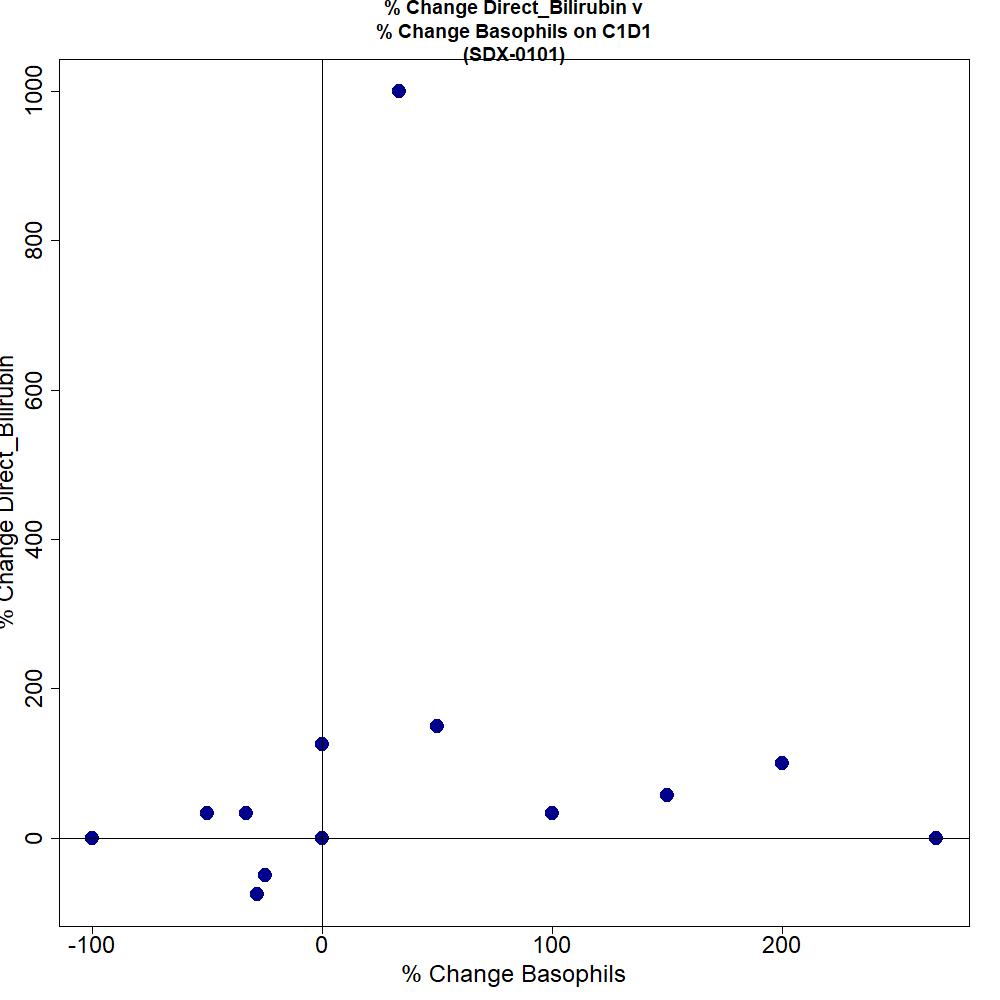 % Change Direct_Bilirubin v
% Change Basophils on C1D1
(SDX-0101)
1000
800
600
400
200
0
% Change Direct_Bilirubin
-100
0
100
200
% Change Basophils